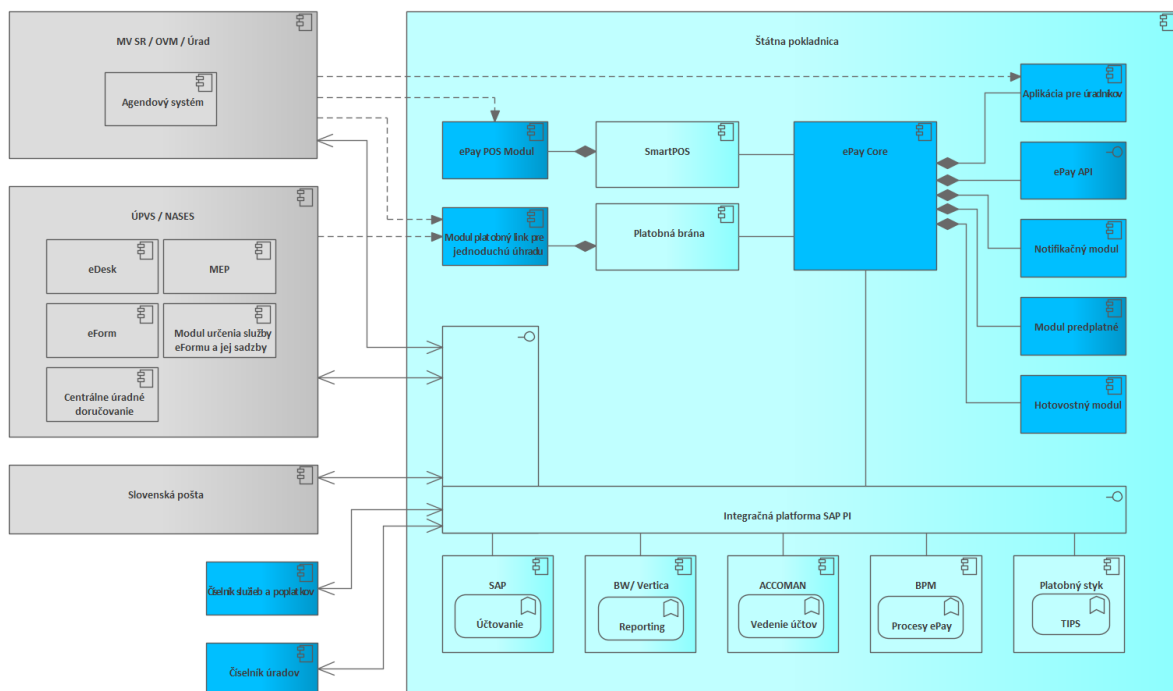 MV SR / OVM / Úrad
Agendový systém
ÚPVS / NASES
eDesk
MEP
eForm
Modul určenia služby
eFormu a jej sadzby
Centrálne úradné
doručovanie
Slovenská pošta
Číselník služieb a poplatkov
Číselník úradov
Štátna pokladnica
ePay POS Modul
SmartPOS
ePay Core
Modul platobný link pre
jednoduchú úhradu
Platobná brána
Aplikácia pre úradníkov
ePay API
Notifikačný modul
Modul predplatné
Hotovostný modul
Integračná platforma SAP PI
SAP
Účtovanie
BW/ Vertica
Reporting
ACCOMAN
Vedenie účtov
BPM
Procesy ePay
Platobný styk
TIPS